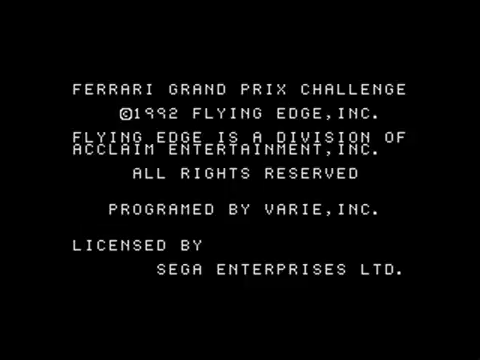 FERRARI GRAND PRIX CHALLENGE
©1992 FLYING EDGE,INC.
FLYING EDGE IS A DIVISION OF
ACCLAIM ENTERTAINMENT,INC.
ALL RIGHTS RESERVED
PROGRAMED BY VARIE,INC.
LICENSED BY
SEGA ENTERPRISES LTD.